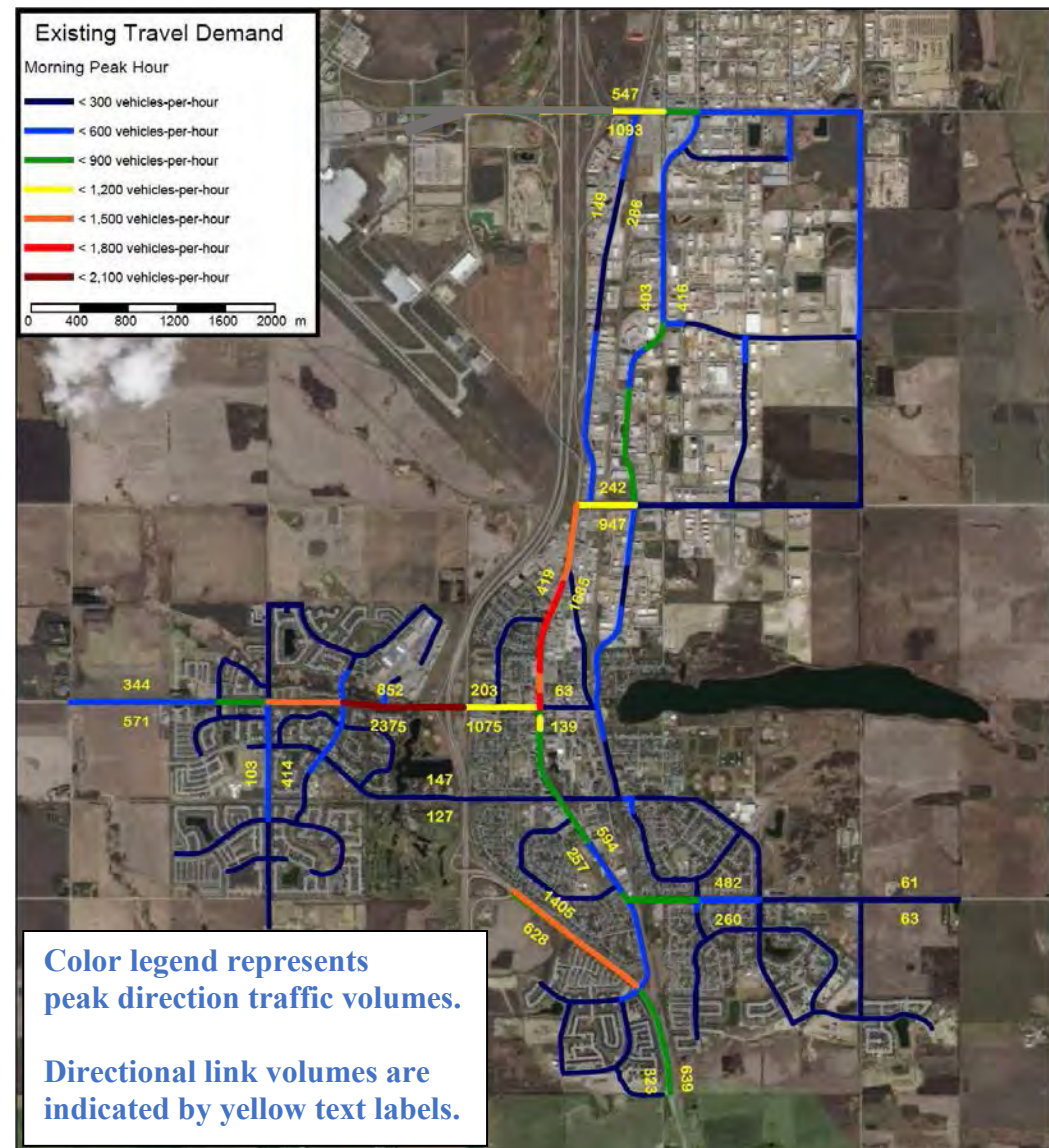 Existing Travel Demand
Morning Peak Hour
< 300 vehicles-per-hour
< 600 vehicles-per-hour
< 900 vehicles-per-hour
< 1,200 vehicles-per-hour
< 1,500 vehicles-per-hour
< 1,800 vehicles-per-hour
< 2,100 vehicles-per-hour
0 400 800 1200 1600 2000 m
547
1093
149
286
403
416
242
947
419
1685
344
571
652
2375
203
1075
63
139
103
414
147
127
594
257
1405
628
482
260
61
63
323
639
Color legend represents
peak direction traffic volumes.
Directional link volumes are
indicated by yellow text labels.